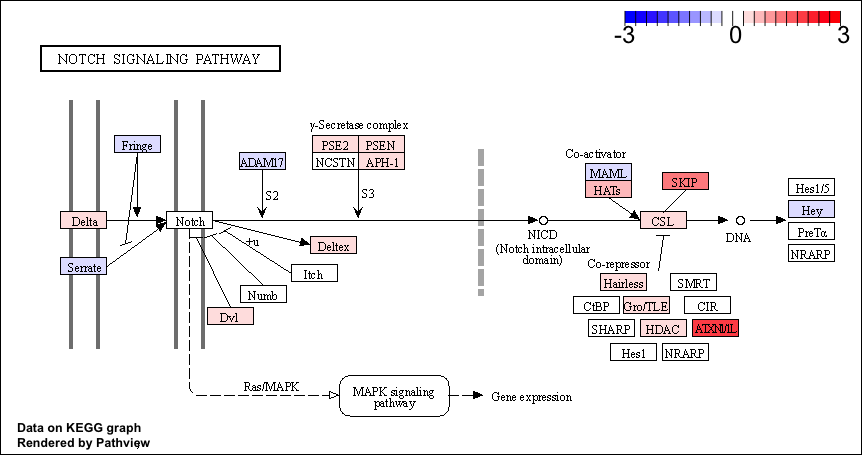 -3 0 3
NOTCH SIGNALING PATHWAY
γ-Secretase complex
Fringe
PSE2 PSEN
NCSTN APH-1
ADAM17
Co-activator
MAML
HATs
SKIP
S2 S3
Hes1/5
Delta
Notch
CSL
Hey
NICD
(Notch intracellular
domain)
DNA
PreTα
+u
Deltex
NRARP
Serrate
Itch
Co-repressor
Hairless SMRT
Numb
CtBP Gro/TLE CIR
Dvl
SHARP HDAC ATXN1/1L
Hes1 NRARP
Ras/MAPK
MAPK signaling
pathway
Gene expression
Data on KEGG graph
Rendered by Pathview